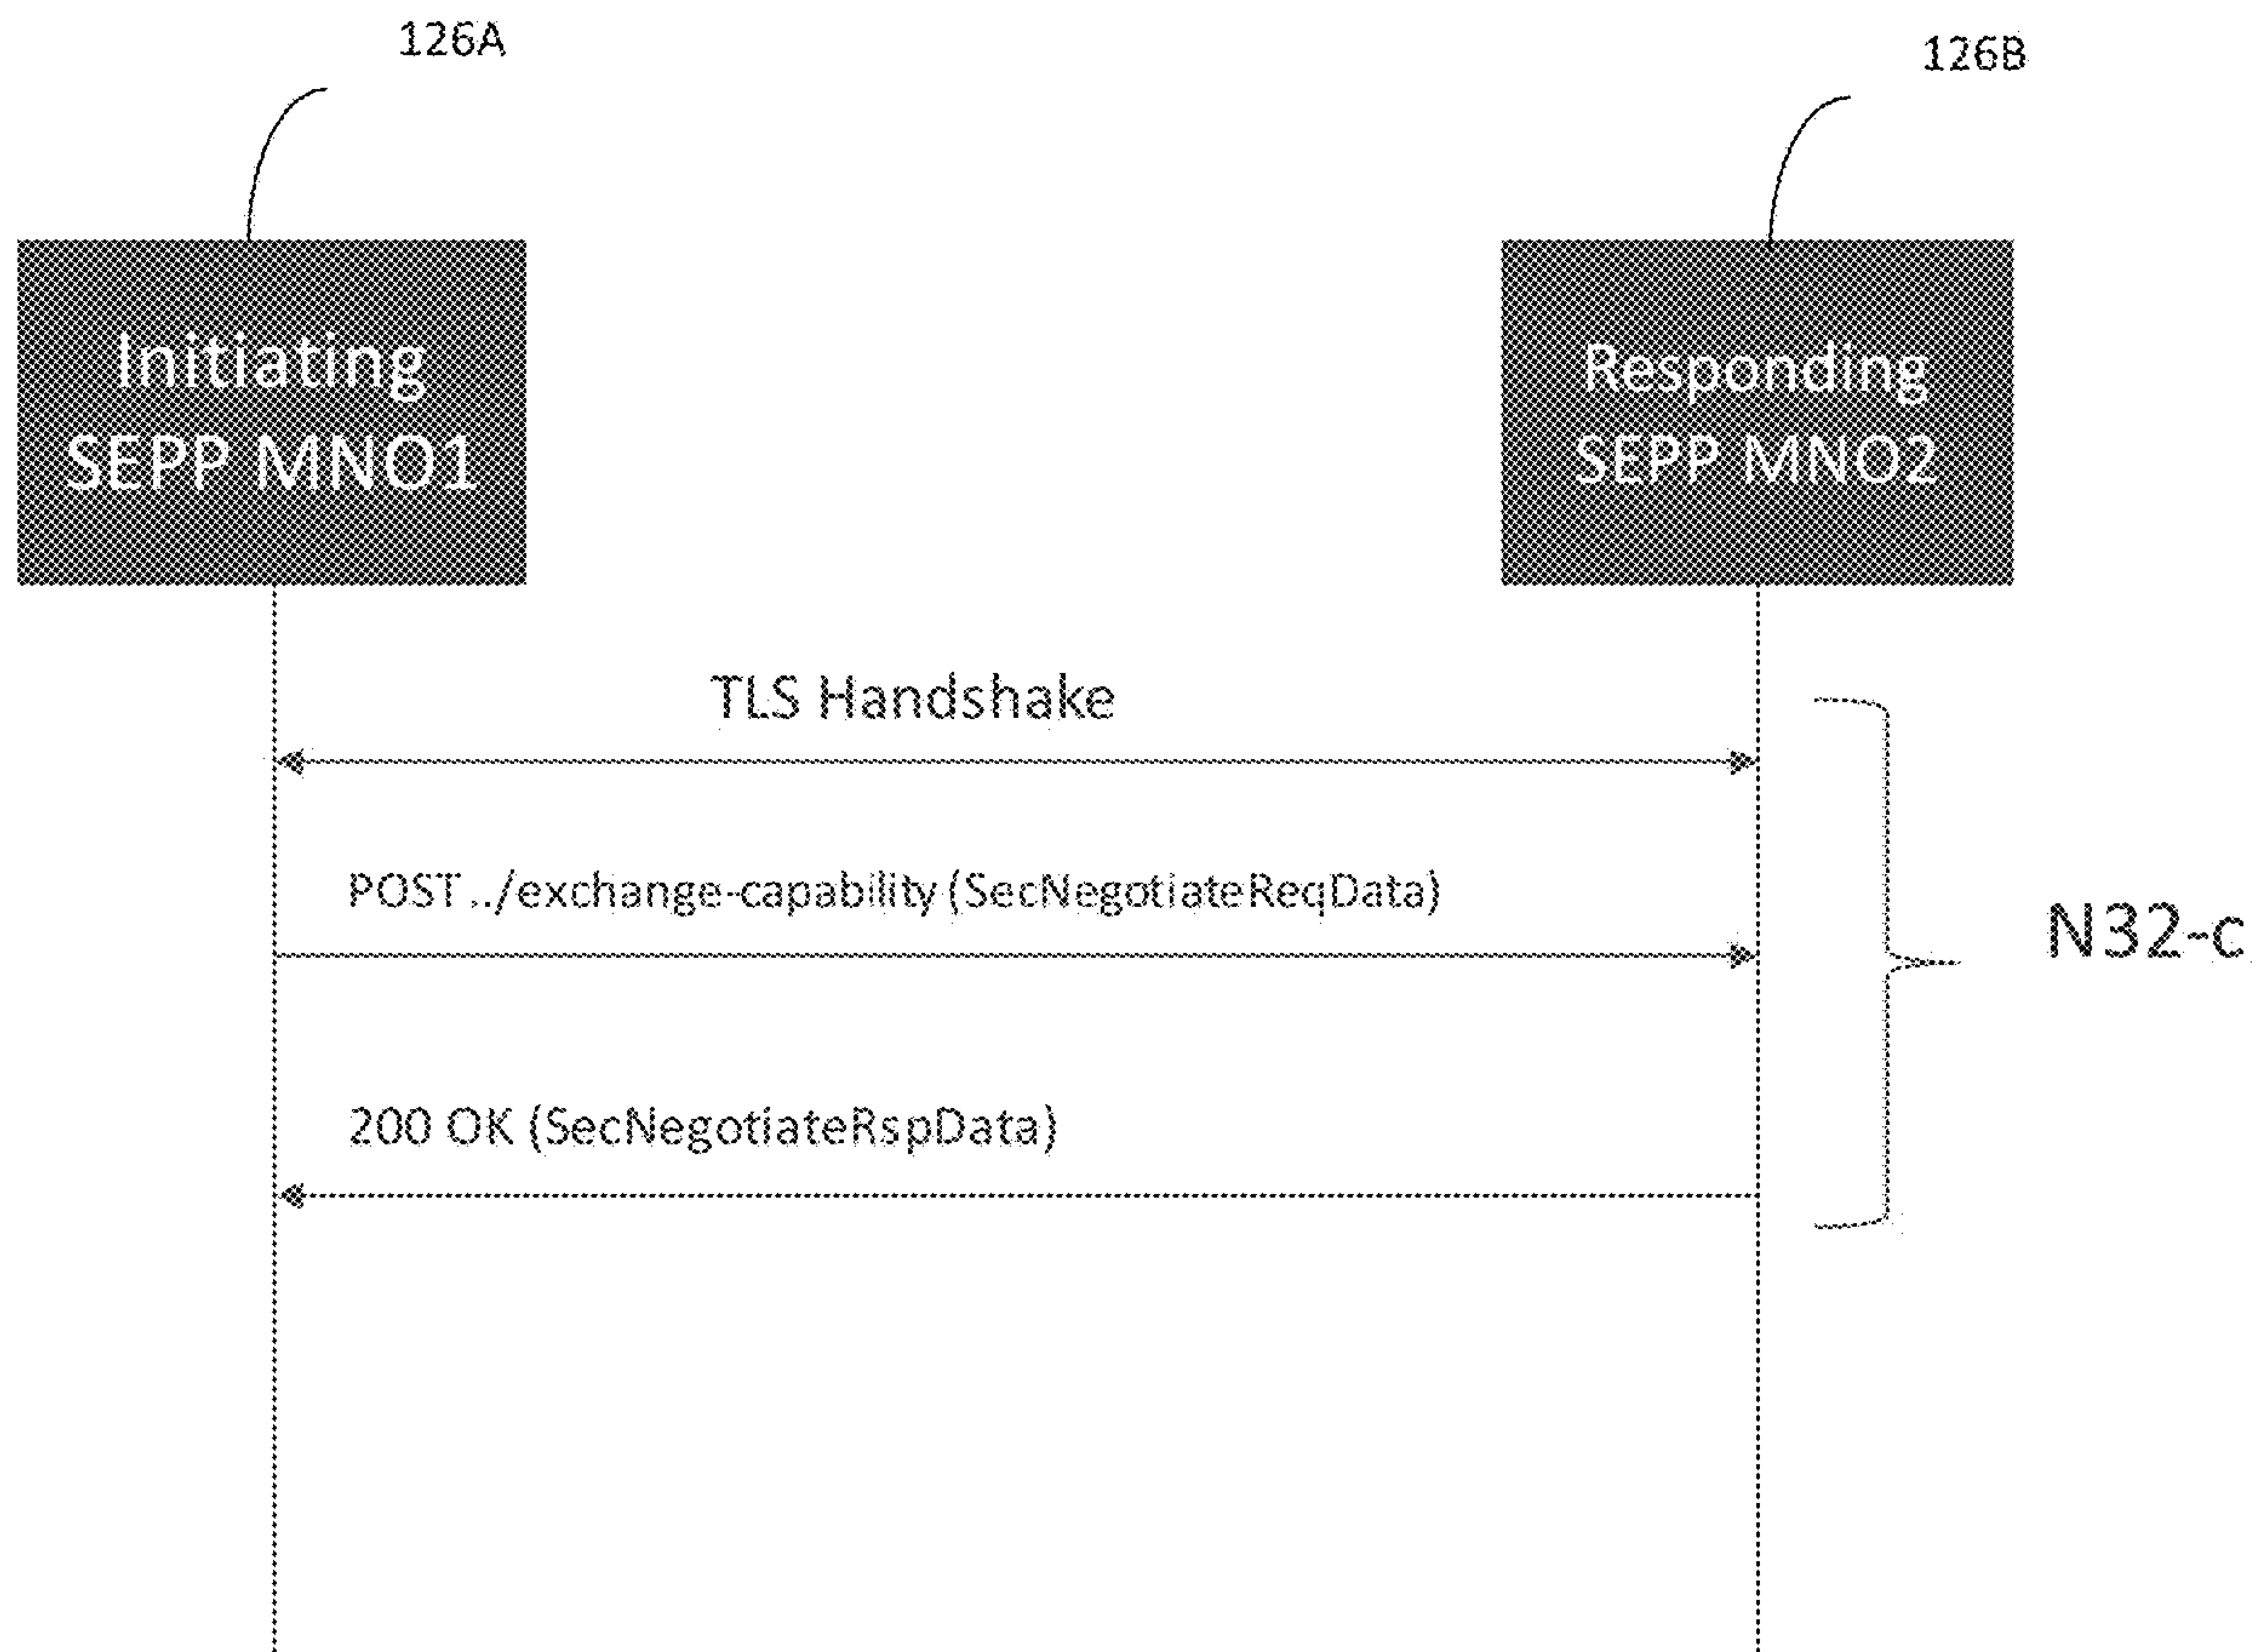 126A
126B
Initiating
SEPP MNO1
Responding
SEPP MNO2
TLS Handshake
POST ../exchange-capability (SecNegotiateReqData)
N32-c
200 OK (SecNegotiateRspData)